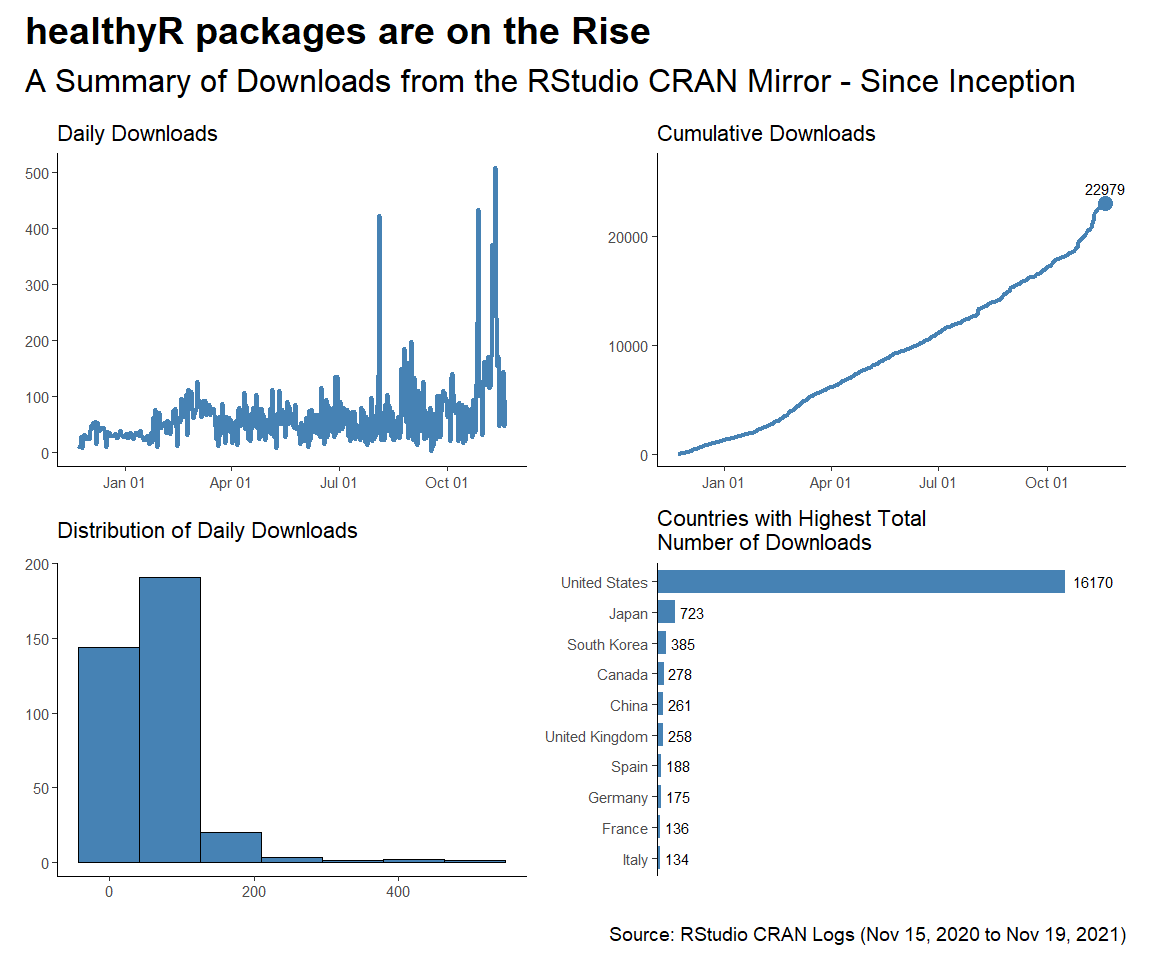 healthyR packages are on the Rise
A Summary of Downloads from the RStudio CRAN Mirror - Since Inception
Daily Downloads
500
400
300
200
100
0
Jan 01 Apr 01 Jul 01 Oct 01
Cumulative Downloads
22979
20000
10000
0
Jan 01 Apr 01 Jul 01 Oct 01
Distribution of Daily Downloads
200
150
100
50
0
0 200 400
Countries with Highest Total
Number of Downloads
United States 16170
Japan 723
South Korea 385
Canada 278
China 261
United Kingdom 258
Spain 188
Germany 175
France 136
Italy 134
Source: RStudio CRAN Logs (Nov 15, 2020 to Nov 19, 2021)